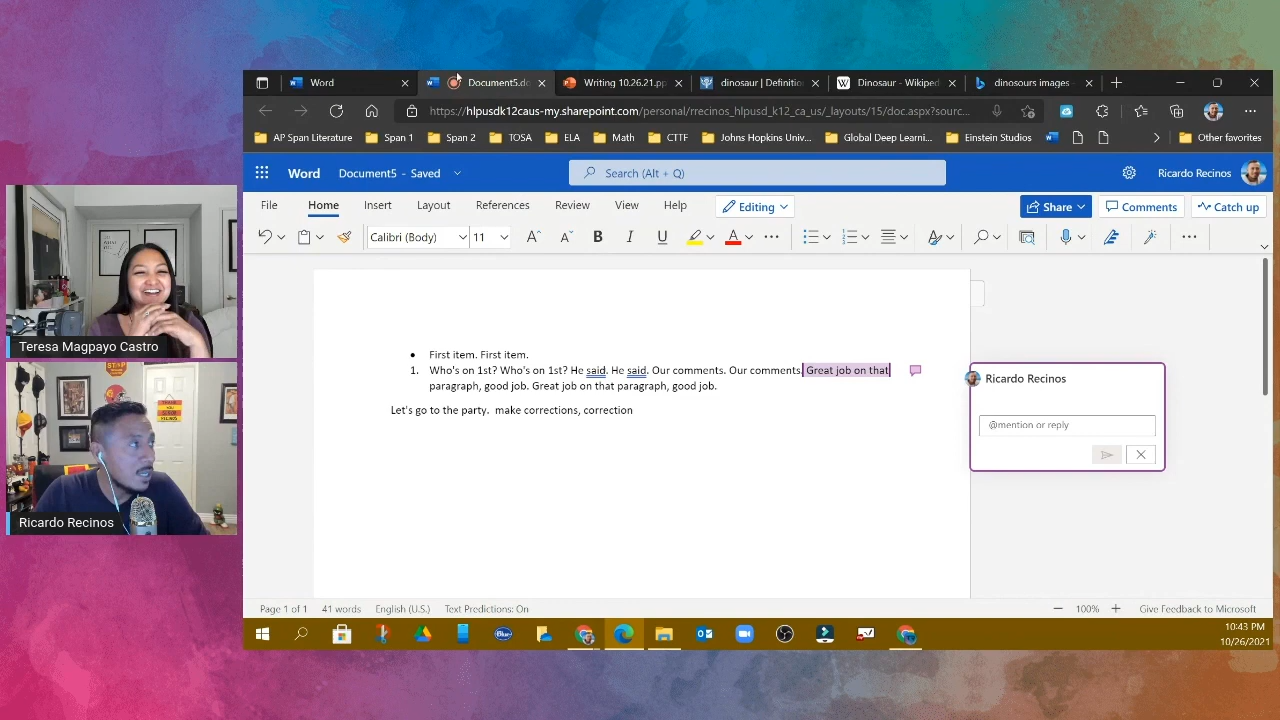 Word
Document5.do
Writing 10.26.21.pp
dinosaur | Definitio
Dinosaur - Wikiped
dinosours images -
https://hlpusdk12caus-my.sharepoint.com/personal/rrecinos_hlpusd_k12_ca_us/_layouts/15/doc.aspx?sourc...
AP Span Literature
Span 1
Span 2
TOSA
ELA
Math
CTTF
Johns Hopkins Univ...
Global Deep Learni...
Einstein Studios
Other favorites
Word
Document5 - Saved
Search (Alt + Q)
Ricardo Recinos
File
Home
Insert
Layout
References
Review
View
Help
Editing
Share
Comments
Catch up
Calibri (Body)
11
First item. First item.
1. Who's on 1st? Who's on 1st? He said. He said. Our comments. Our comments. Great job on that
paragraph, good job. Great job on that paragraph, good job.
Let's go to the party. make corrections, correction
Ricardo Recinos
@mention or reply
Teresa Magpayo Castro
Ricardo Recinos
Page 1 of 1
41 words
English (U.S.)
Text Predictions: On
100%
Give Feedback to Microsoft
10:43 PM
10/26/2021